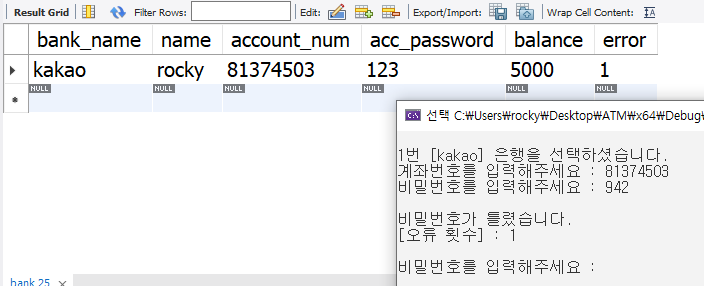 Result Grid Filter Rows: Edit: Export/Import: Wrap Cell Content:
bank_name name account_num acc_password balance error
kakao rocky 81374503 123 5000 1
NULL NULL NULL NULL NULL NULL
선택 C:₩Users₩rocky₩Desktop₩ATM₩x64₩Debug₩
1번 [kakao] 은행을 선택하셨습니다.
계좌번호를 입력해주세요 : 81374503
비밀번호를 입력해주세요 : 942
비밀번호가 틀렸습니다.
[오류 횟수] : 1
비밀번호를 입력해주세요 :
bank 25 ×